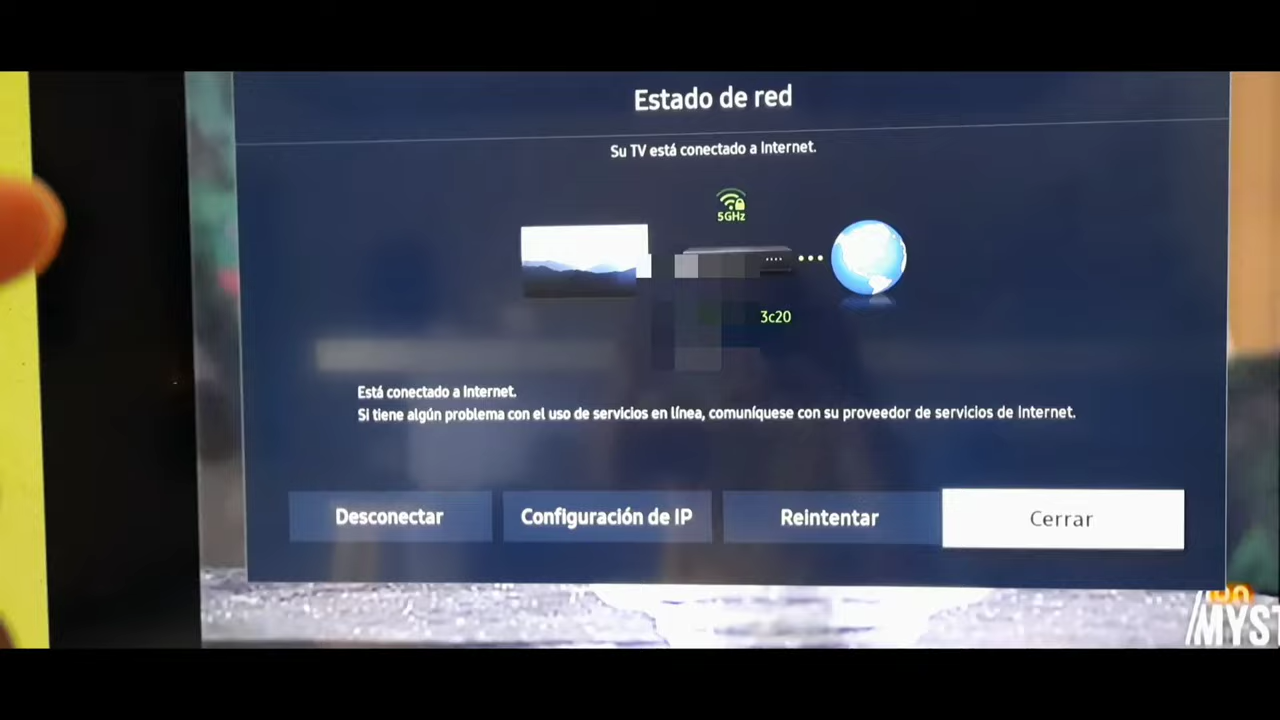 Estado de red
Su TV está conectado a Internet.
5GHz
3c20
Está conectado a Internet.
Si tiene algún problema con el uso de servicios en línea, comuníquese con su proveedor de servicios de Internet.
Desconectar
Configuración de IP
Reintentar
Cerrar